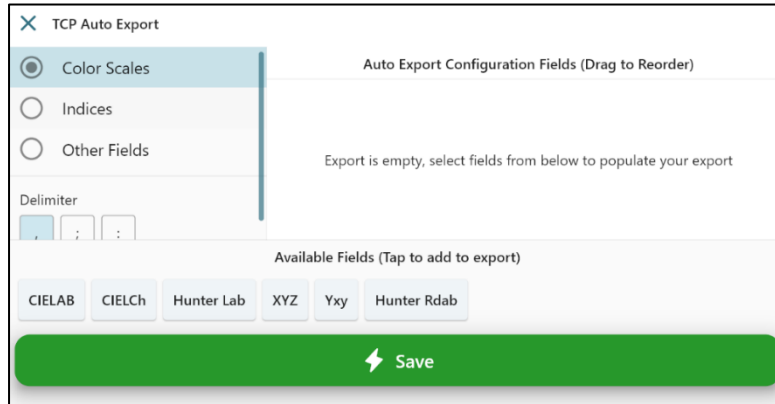 TCP Auto Export
Color Scales
Indices
Other Fields
Delimiter
, ; :
Auto Export Configuration Fields (Drag to Reorder)
Export is empty, select fields from below to populate your export
Available Fields (Tap to add to export)
CIELAB CIELCh Hunter Lab XYZ Yxy Hunter Rdab
Save